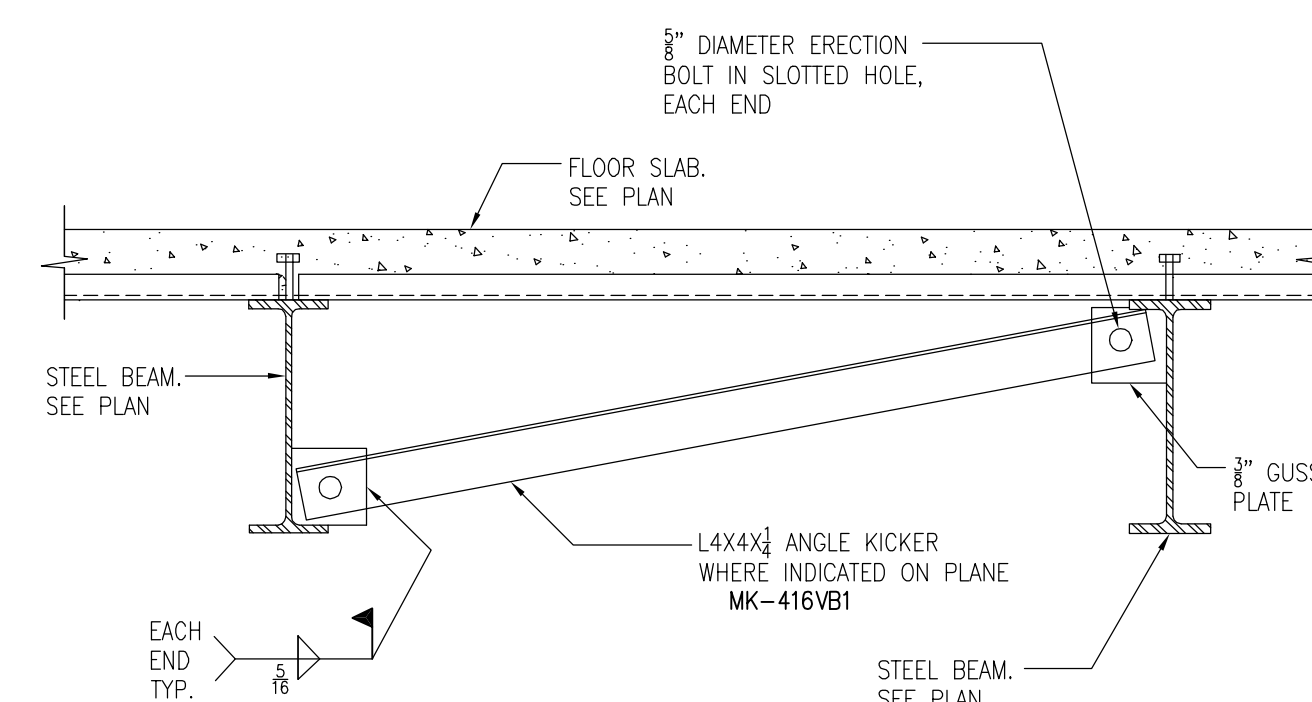 5/8" DIAMETER ERECTION
BOLT IN SLOTTED HOLE,
EACH END
FLOOR SLAB.
SEE PLAN
STEEL BEAM.
SEE PLAN
3/8" GUSS
PLATE
L4X4X1/4 ANGLE KICKER
WHERE INDICATED ON PLANE
MK-416VB1
EACH
END
TYP.
5/16
STEEL BEAM.
SEE PLAN